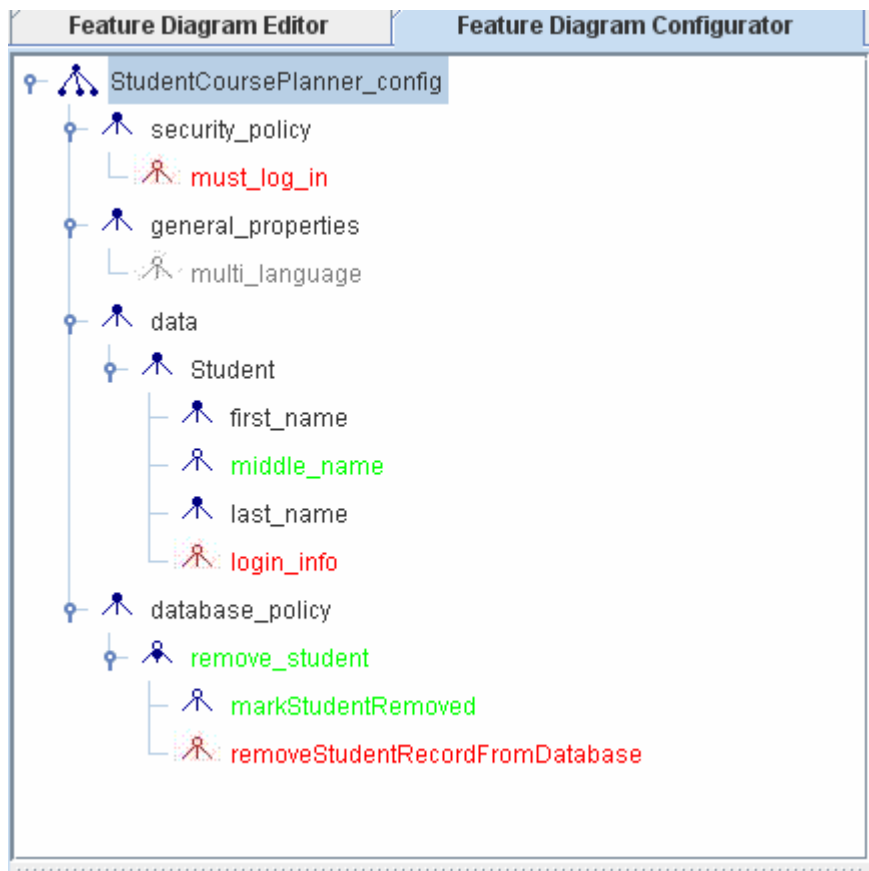 Feature Diagram Editor
Feature Diagram Configurator
StudentCoursePlanner_config
security_policy
must_log_in
general_properties
multi_language
data
Student
first_name
middle_name
last_name
login_info
database_policy
remove_student
markStudentRemoved
removeStudentRecordFromDatabase